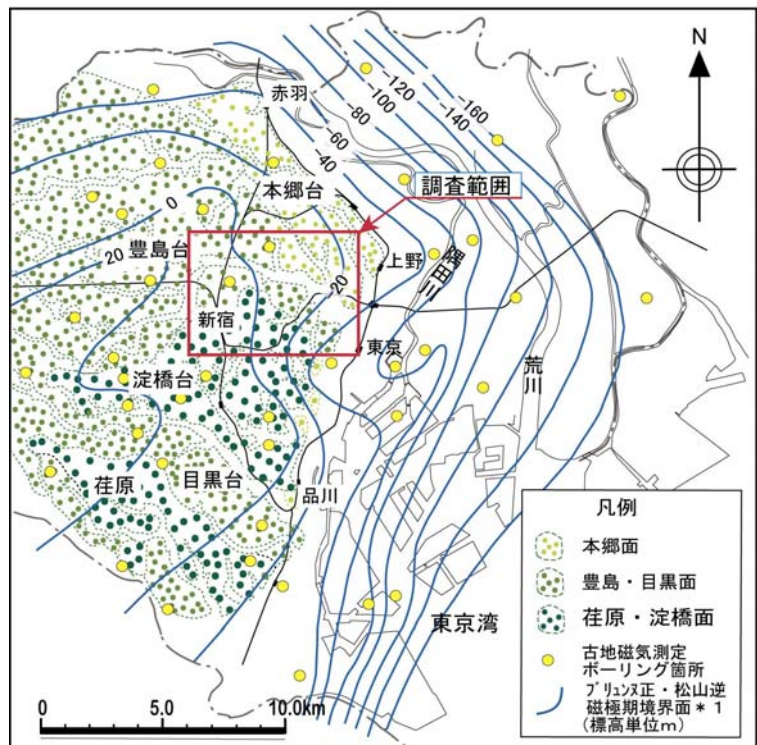 N
赤羽
-120
-100
-80
-60
-40
-160
-140
本郷台
調査範囲
0
20
豊島台
上野
隅田川
-20
新宿
東京
荒川
淀橋台
目黒台
荏原
品川
東京湾
凡例
本郷面
豊島・目黒面
荏原・淀橋面
古地磁気測定
ボーリング箇所
ブリュンヌ正・松山逆
磁極期境界面*1
(標高単位m)
0 5.0 10.0km